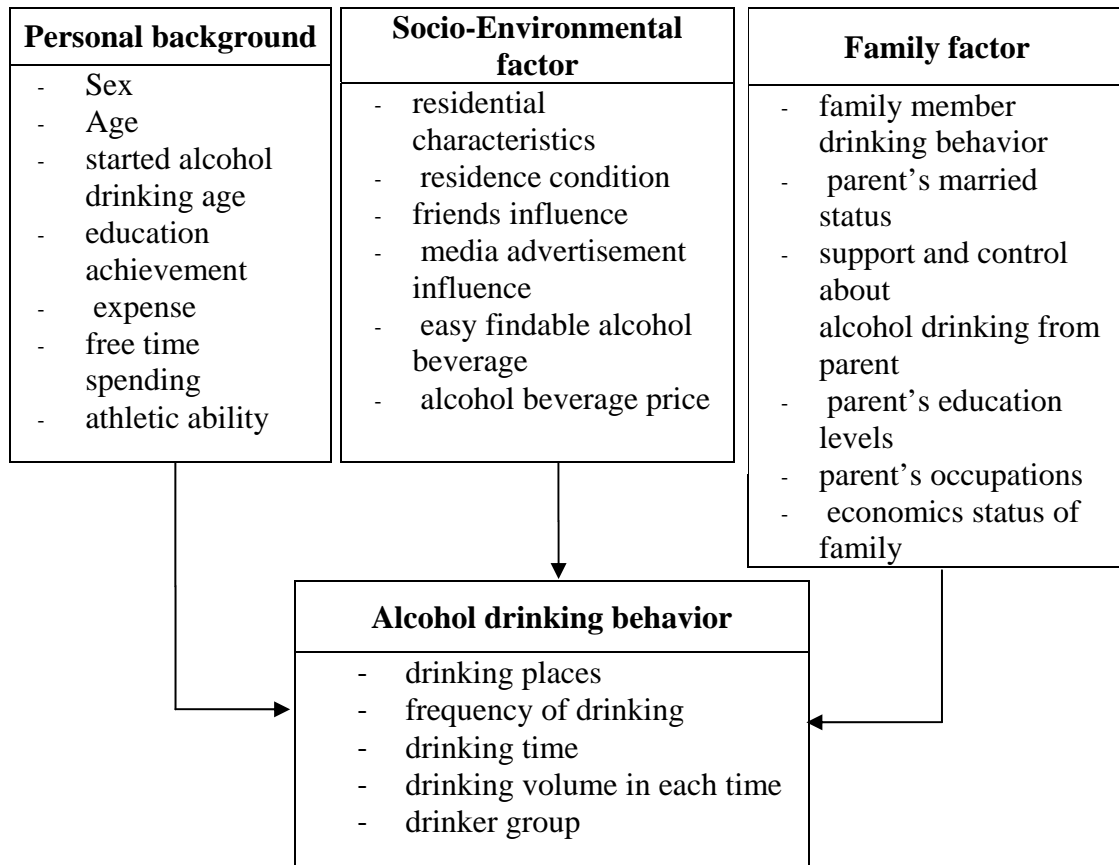 Personal background
- Sex
- Age
- started alcohol
drinking age
- education
achievement
- expense
- free time
spending
- athletic ability
Socio-Environmental
factor
- residential
characteristics
- residence condition
- friends influence
- media advertisement
influence
- easy findable alcohol
beverage
- alcohol beverage price
Family factor
- family member
drinking behavior
- parent’s married
status
- support and control
about
alcohol drinking from
parent
- parent’s education
levels
- parent’s occupations
- economics status of
family
Alcohol drinking behavior
- drinking places
- frequency of drinking
- drinking time
- drinking volume in each time
- drinker group